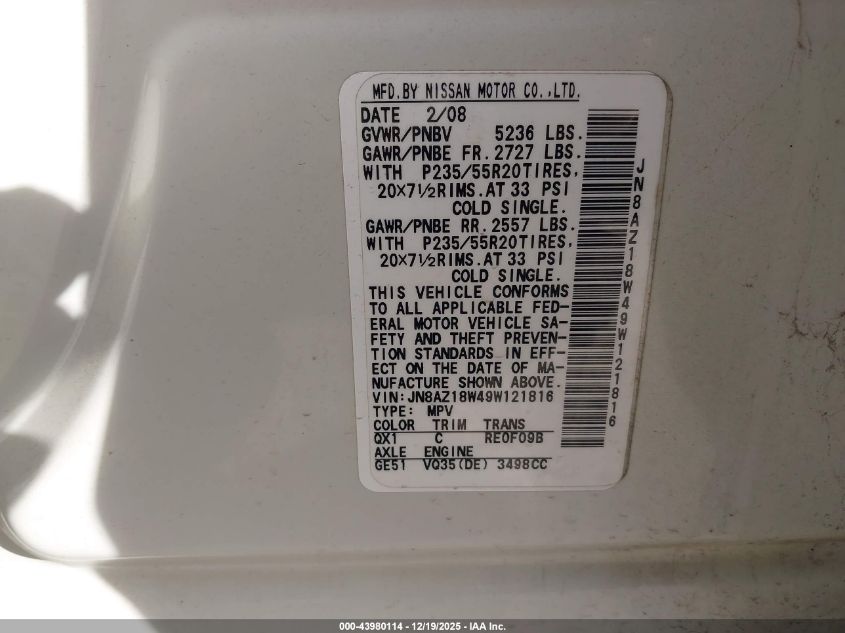 MFD.BY NISSAN MOTOR CO.,LTD.
DATE 2/08
GVWR/PNBV 5236 LBS.
GAWR/PNBE FR. 2727 LBS.
WITH P235/55R20TIRES,
20×7½RIMS.AT 33 PSI
COLD SINGLE.
GAWR/PNBE RR. 2557 LBS.
WITH P235/55R20TIRES,
20×7½RIMS.AT 33 PSI
COLD SINGLE.
THIS VEHICLE CONFORMS
TO ALL APPLICABLE FED-
ERAL MOTOR VEHICLE SA-
FETY AND THEFT PREVEN-
TION STANDARDS IN EFF-
ECT ON THE DATE OF MA-
NUFACTURE SHOWN ABOVE.
VIN:JN8AZ18W49W121816
TYPE: MPV
COLOR TRIM TRANS
QX1 C RE0F09B
AXLE ENGINE
GE51 VQ35(DE) 3498CC
JN8AZ18W49W121816
000-43980114 - 12/19/2025 - IAA Inc.